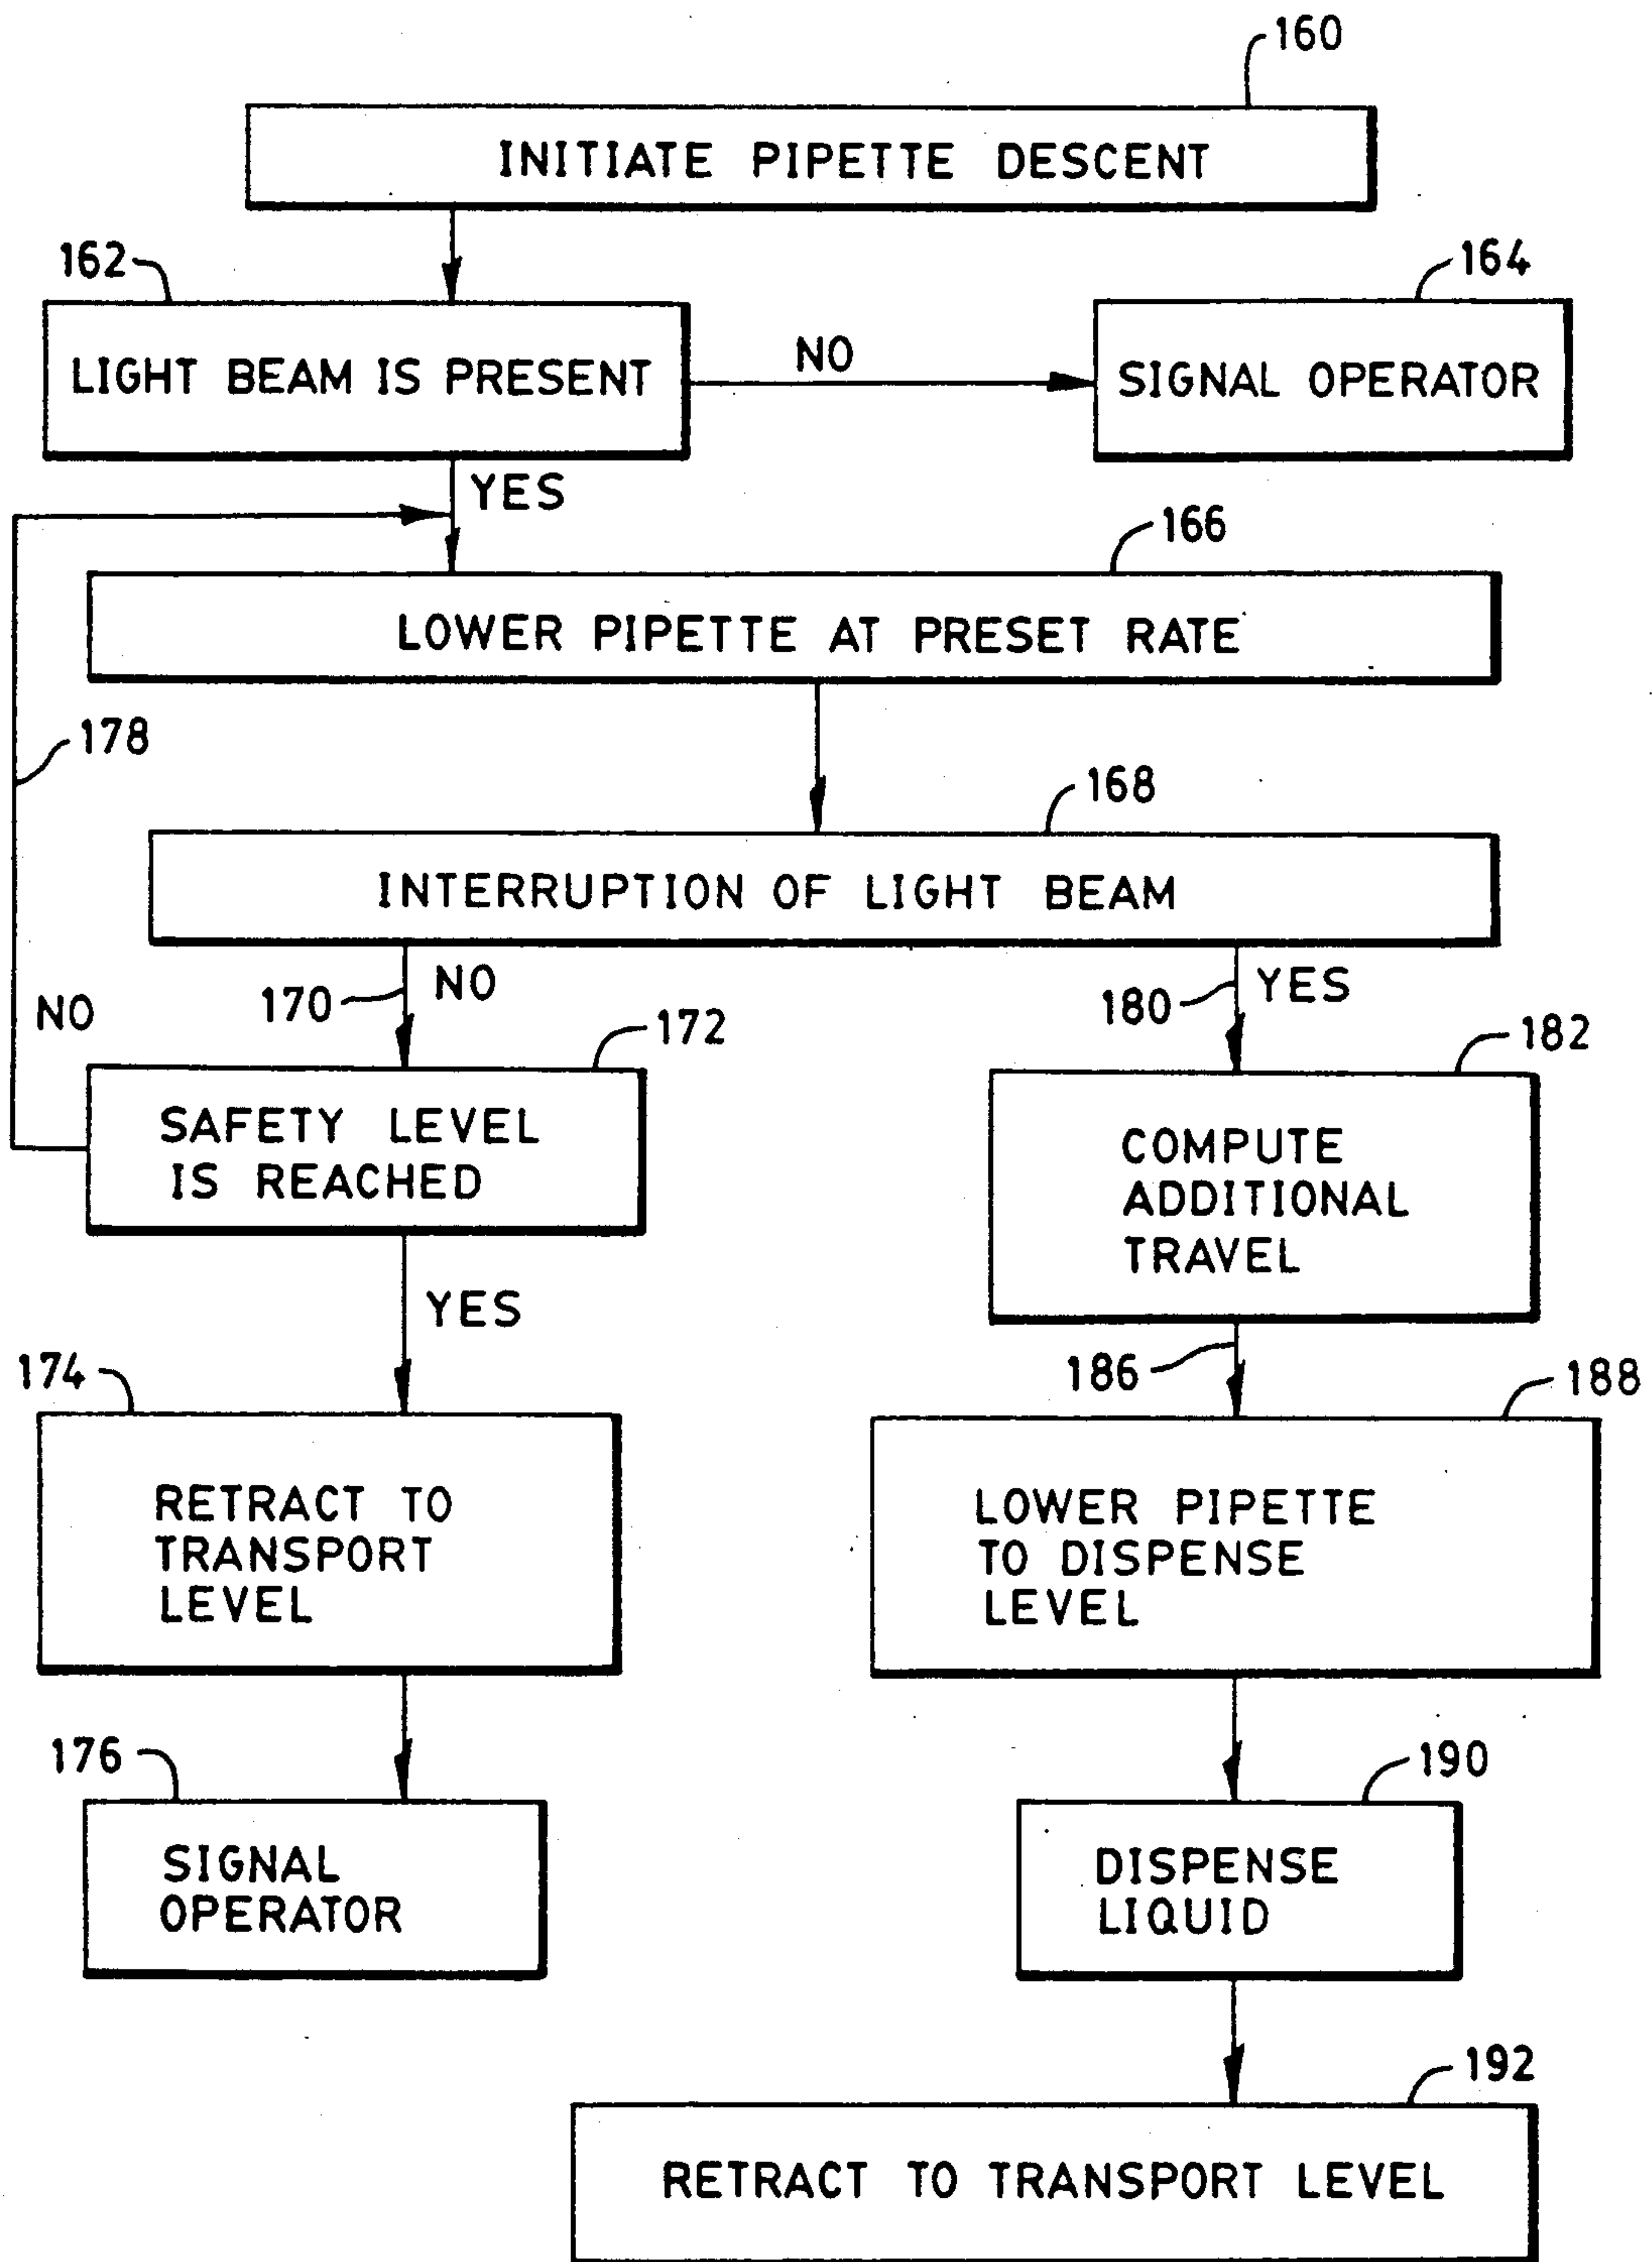 160
INITIATE PIPETTE DESCENT
162
164
LIGHT BEAM IS PRESENT
NO
SIGNAL OPERATOR
YES
166
LOWER PIPETTE AT PRESET RATE
178
168
INTERRUPTION OF LIGHT BEAM
170
NO
180
YES
NO
172
182
SAFETY LEVEL
IS REACHED
COMPUTE
ADDITIONAL
TRAVEL
YES
174
186
188
RETRACT TO
TRANSPORT
LEVEL
LOWER PIPETTE
TO DISPENSE
LEVEL
176
190
SIGNAL
OPERATOR
DISPENSE
LIQUID
192
RETRACT TO TRANSPORT LEVEL